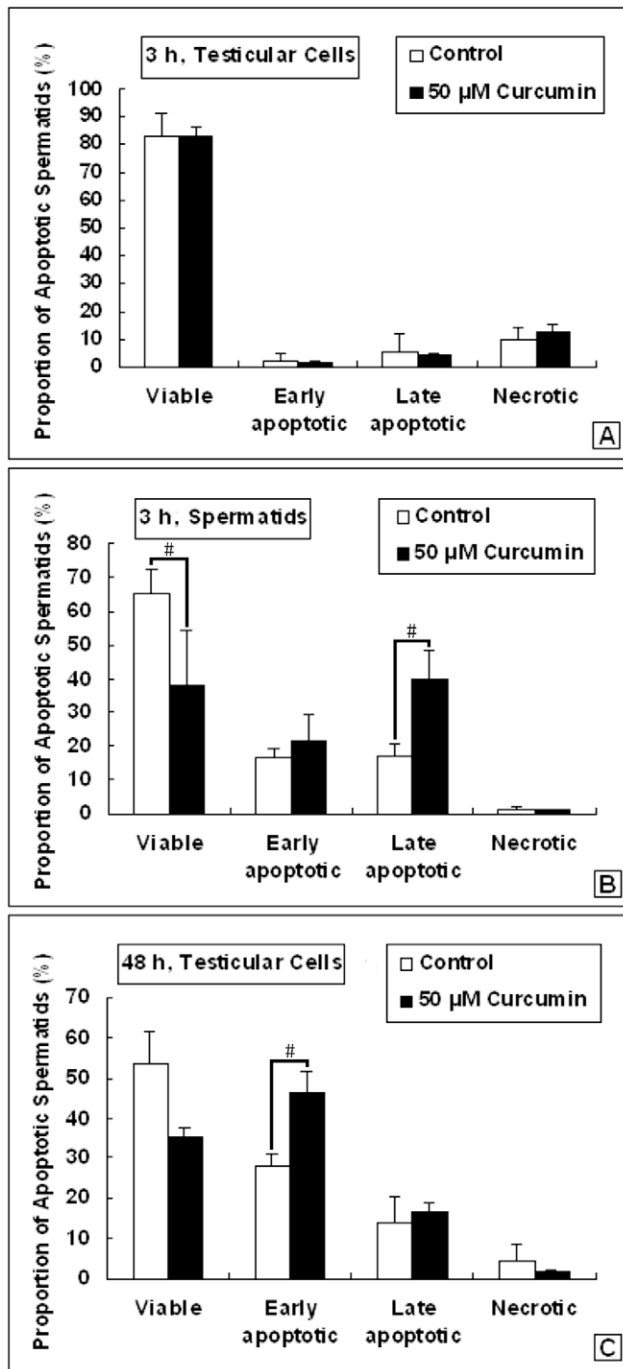 3 h, Testicular Cells
Control
50 µM Curcumin
Proportion of Apoptotic Spermatids (%)
100
90
80
70
60
50
40
30
20
10
0
Viable
Early apoptotic
Late apoptotic
Necrotic
A
3 h, Spermatids
Control
50 µM Curcumin
Proportion of Apoptotic Spermatids (%)
80
70
60
50
40
30
20
10
0
#
#
Viable
Early apoptotic
Late apoptotic
Necrotic
B
48 h, Testicular Cells
Control
50 µM Curcumin
Proportion of Apoptotic Spermatids (%)
70
60
50
40
30
20
10
0
#
Viable
Early apoptotic
Late apoptotic
Necrotic
C